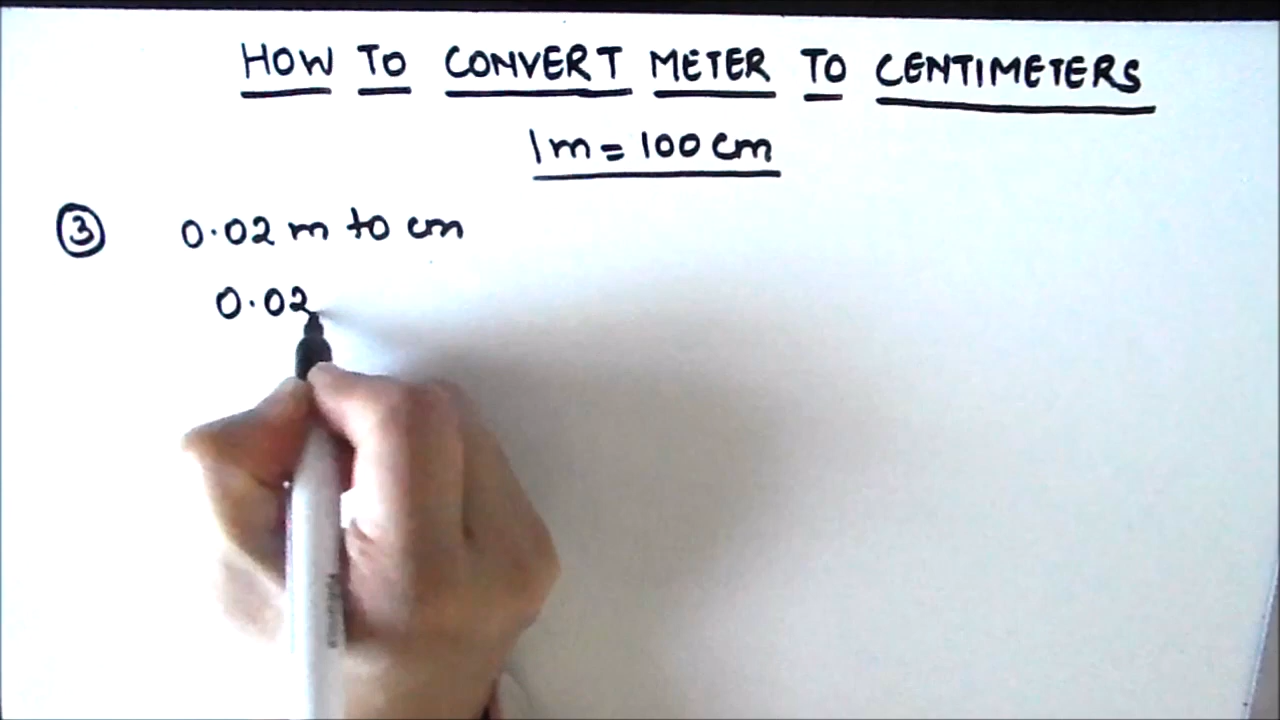 HOW TO CONVERT METER TO CENTIMETERS
1m = 100 cm
3 0.02 m to cm
0.02